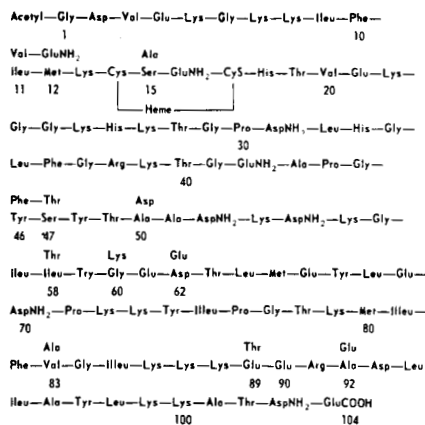 Acetyl—Gly—Asp—Val—Glu—Lys—Gly—Lys—Lys—Ileu—Phe—
1 10
Val—GluNH2 Ala
Ileu—Met—Lys—Cys—Ser—GluNH2—CyS—His—Thr—Val—Glu—Lys—
11 12 15 20
Heme
Gly—Gly—Lys—His—Lys—Thr—Gly—Pro—AspNH2—Leu—His—Gly—
30
Leu—Phe—Gly—Arg—Lys—Thr—Gly—GluNH2—Ala—Pro—Gly—
40
Phe—Thr Asp
Tyr—Ser—Tyr—Thr—Ala—Ala—AspNH2—Lys—AspNH2—Lys—Gly—
46 47 50
Thr Lys Glu
Ileu—Ileu—Try—Gly—Glu—Asp—Thr—Leu—Met—Glu—Tyr—Leu—Glu—
58 60 62
AspNH2—Pro—Lys—Lys—Tyr—Illeu—Pro—Gly—Thr—Lys—Met—Illeu—
70 80
Ala Thr Glu
Phe—Val—Gly—Illeu—Lys—Lys—Lys—Glu—Glu—Arg—Ala—Asp—Leu
83 89 90 92
Ileu—Ala—Tyr—Leu—Lys—Lys—Ala—Thr—AspNH2—GluCOOH
100 104